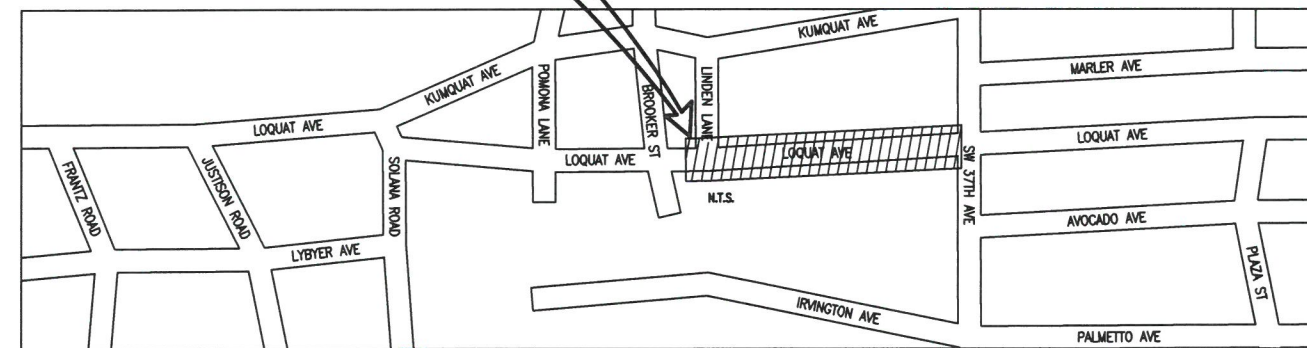 KUMQUAT AVE
MARLER AVE
KUMQUAT AVE
LINDEN LANE
POMONA LANE
BROOKER ST
LOQUAT AVE
LOQUAT AVE
LOQUAT AVE
LOQUAT AVE
FRANTZ ROAD
JUSTISON ROAD
SOLANA ROAD
SW 37TH AVE
N.T.S.
AVOCADO AVE
LYBYER AVE
PLAZA ST
IRVINGTON AVE
PALMETTO AVE